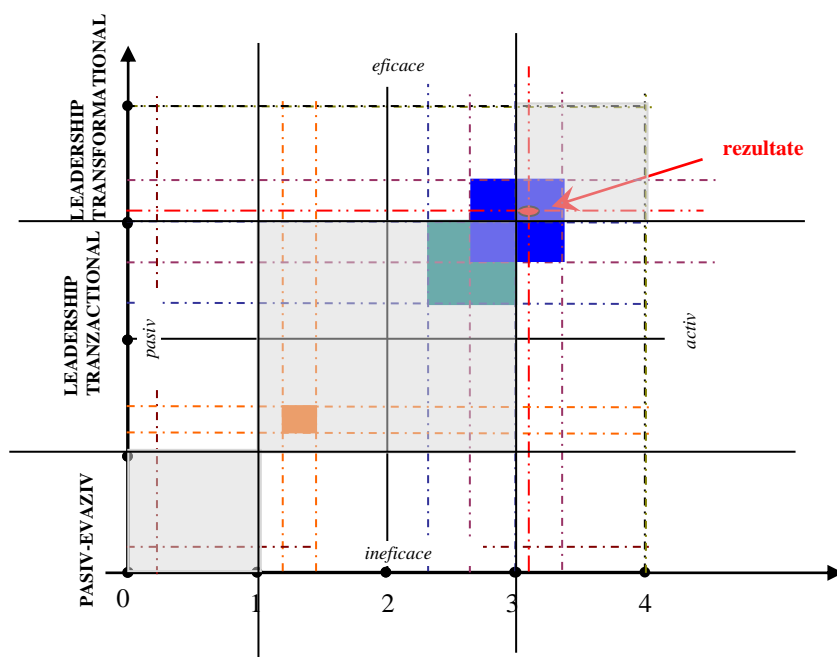 LEADERSHIP
TRANSFORMATIONAL
eficace
rezultate
LEADERSHIP
TRANZACTIONAL
pasiv
activ
PASIV-EVAZIV
ineficace
0 1 2 3 4